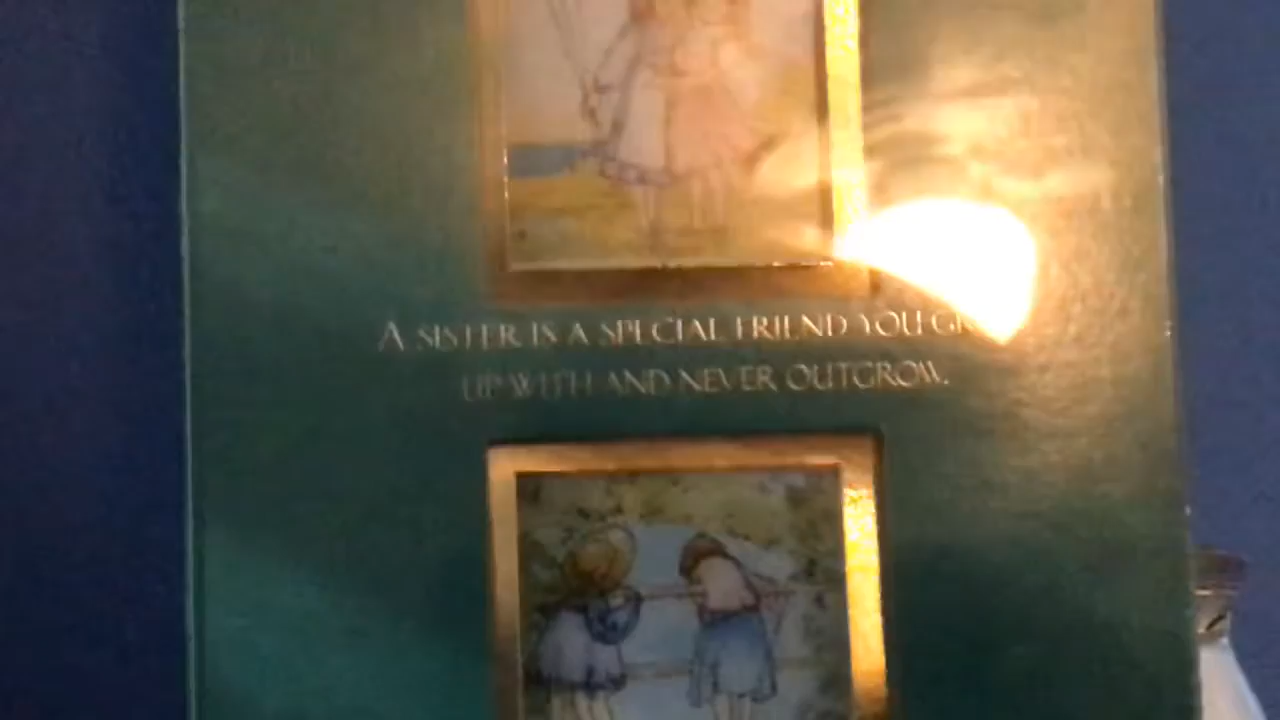 A SISTER IS A SPECIAL FRIEND YOU
UP WITH AND NEVER OUTGROW.